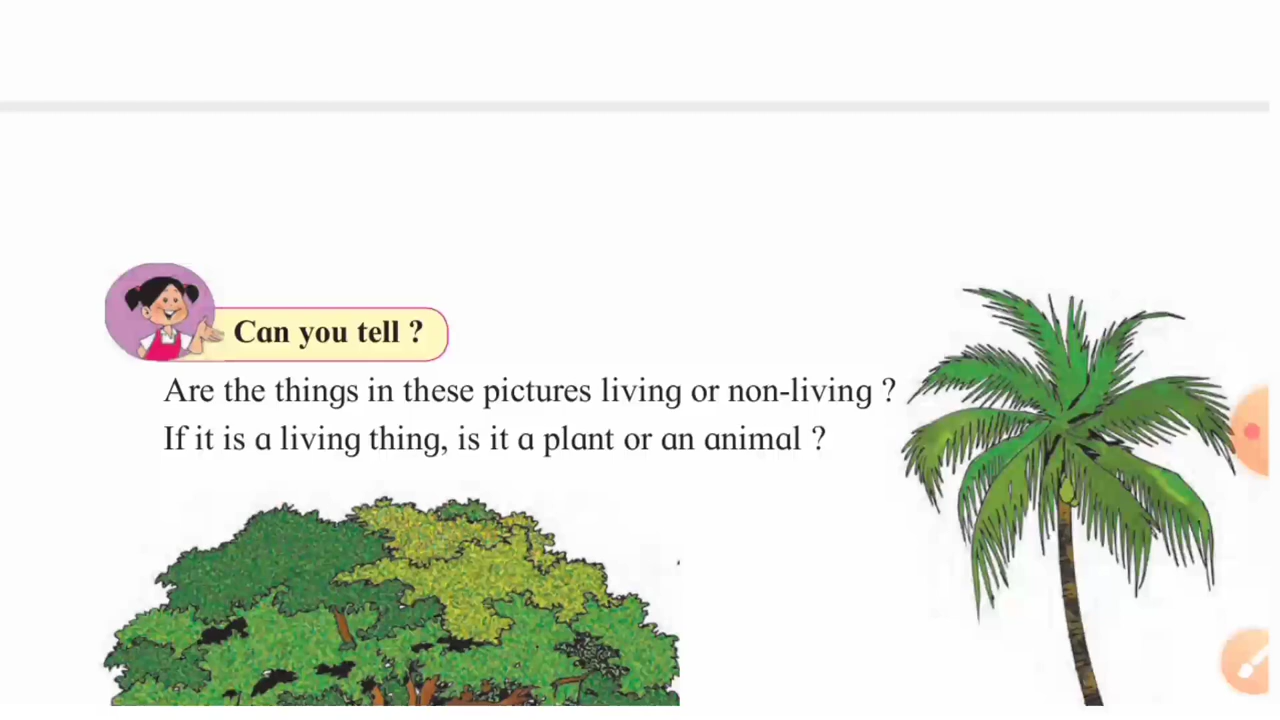 Can you tell ?
Are the things in these pictures living or non-living ?
If it is a living thing, is it a plant or an animal ?